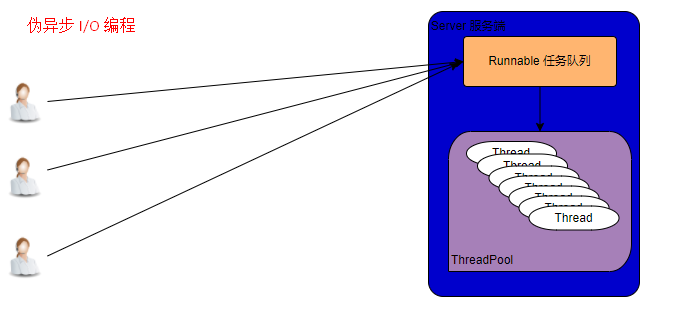 伪异步 I/O 编程
Server 服务端
Runnable 任务队列
Thread
Thread
Thread
Thread
Thread
Thread
Thread
ThreadPool